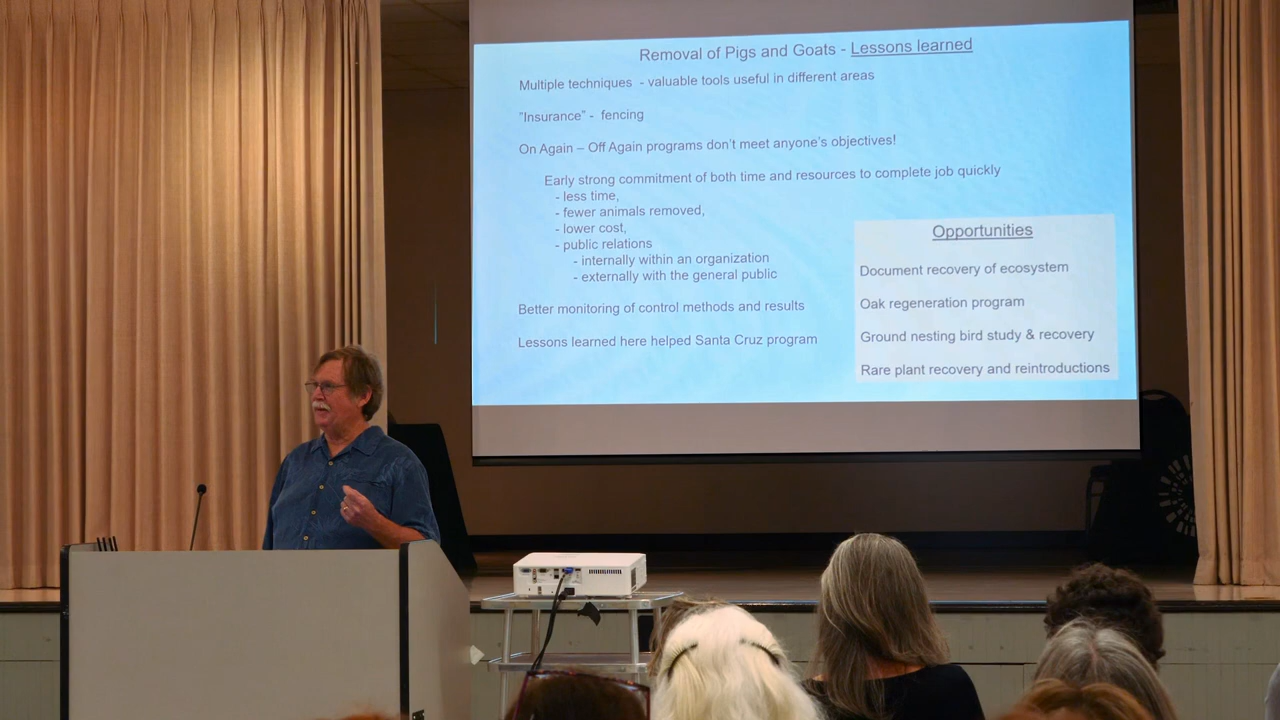 Removal of Pigs and Goats - Lessons learned
Multiple techniques - valuable tools useful in different areas
"Insurance" - fencing
On Again – Off Again programs don't meet anyone's objectives!
Early strong commitment of both time and resources to complete job quickly
- less time,
- fewer animals removed,
- lower cost,
- public relations
- internally within an organization
- externally with the general public
Better monitoring of control methods and results
Lessons learned here helped Santa Cruz program
Opportunities
Document recovery of ecosystem
Oak regeneration program
Ground nesting bird study & recovery
Rare plant recovery and reintroductions